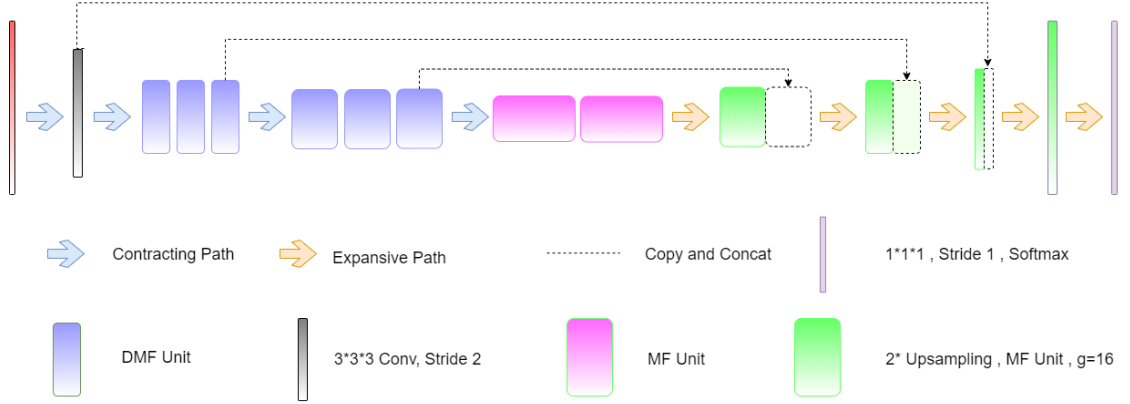 Contracting Path
Expansive Path
Copy and Concat
1*1*1 , Stride 1 , Softmax
DMF Unit
3*3*3 Conv, Stride 2
MF Unit
2* Upsampling , MF Unit , g=16